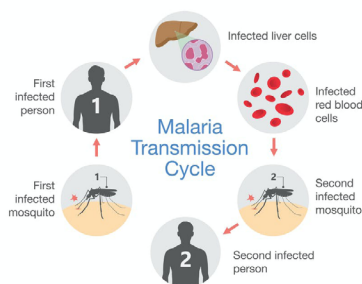 Infected liver cells
First
infected
person
1
Infected
red blood
cells
Malaria
Transmission
Cycle
First
infected
mosquito
1
2
Second
infected
mosquito
2
Second infected
person